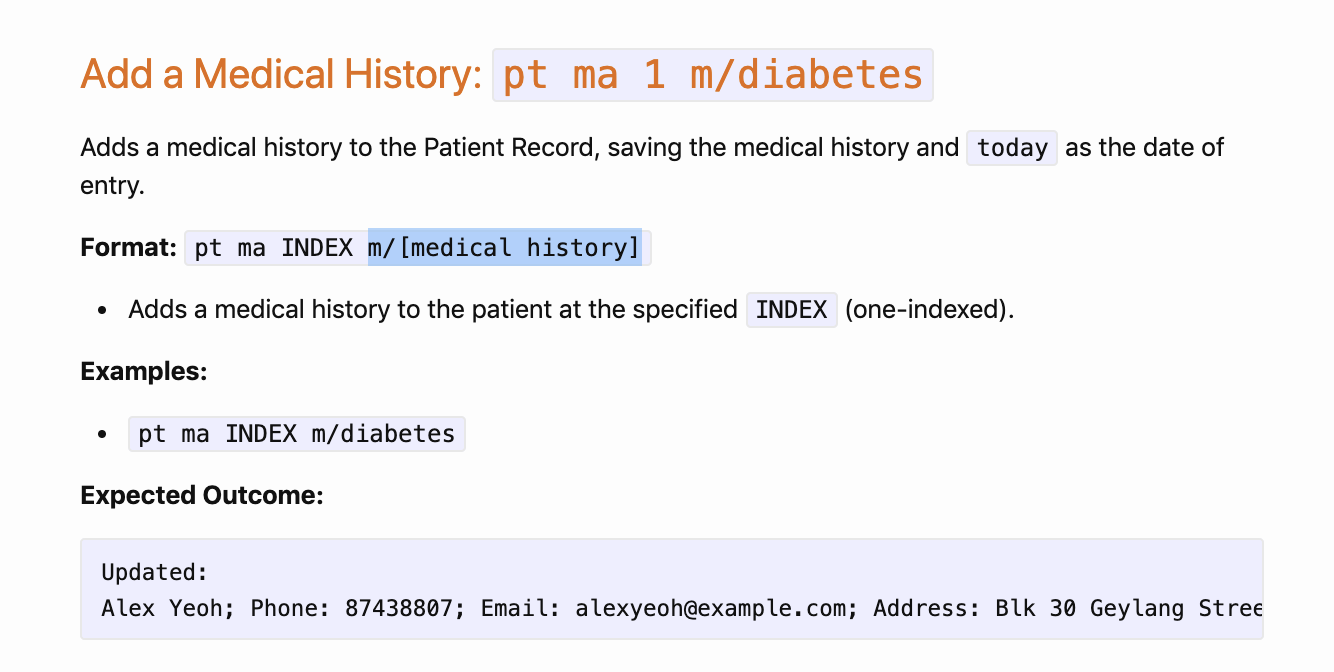 Add a Medical History: pt ma 1 m/diabetes
Adds a medical history to the Patient Record, saving the medical history and today as the date of
entry.
Format: pt ma INDEX m/[medical history]
• Adds a medical history to the patient at the specified INDEX (one-indexed).
Examples:
• pt ma INDEX m/diabetes
Expected Outcome:
Updated:
Alex Yeoh; Phone: 87438807; Email: alexyeoh@example.com; Address: Blk 30 Geylang Stree